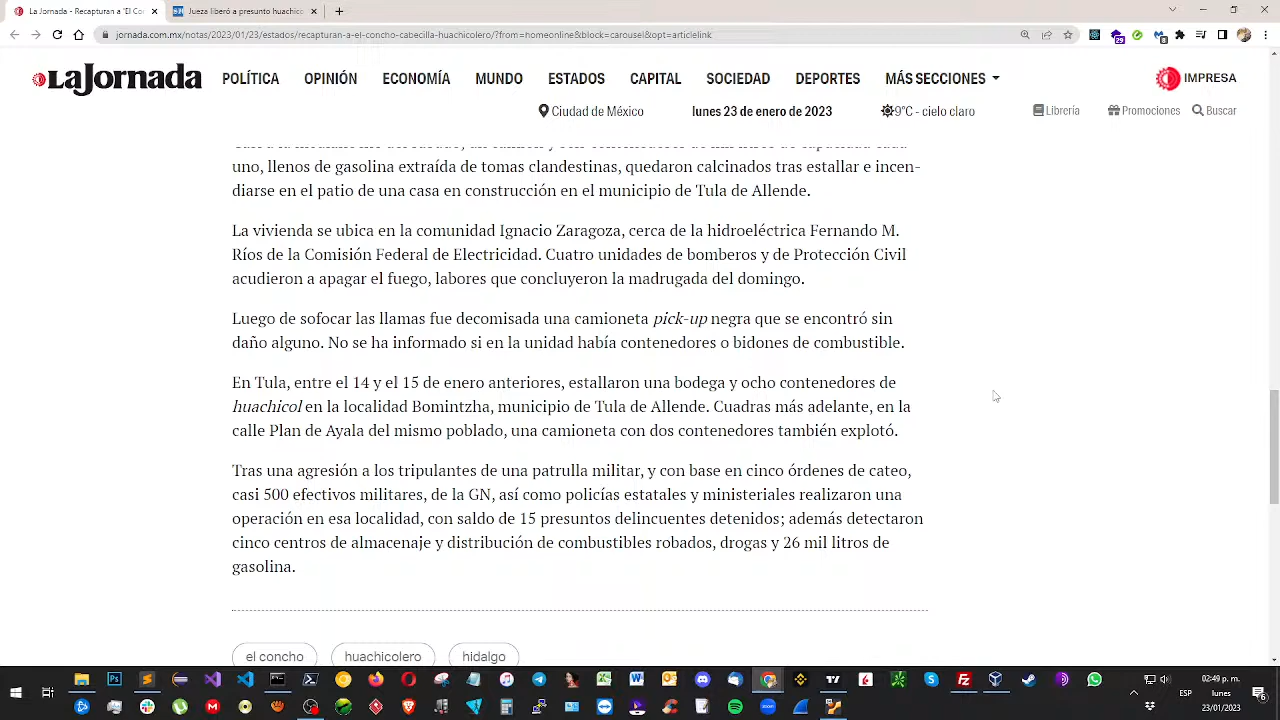 La Jornada - Recapturan a 'El Co
Jueza liberó a presunto huachico
jornada.com.mx/notas/2023/01/23/estados/recapturan-a-el-concho-cabecilla-huachicolero/?from=homeonline&block=carousel&opt=articlelink
La Jornada
POLÍTICA OPINIÓN ECONOMÍA MUNDO ESTADOS CAPITAL SOCIEDAD DEPORTES MÁS SECCIONES
IMPRESA
Ciudad de México lunes 23 de enero de 2023 9°C - cielo claro Librería Promociones Buscar
uno, llenos de gasolina extraída de tomas clandestinas, quedaron calcinados tras estallar e incen-
diarse en el patio de una casa en construcción en el municipio de Tula de Allende.
La vivienda se ubica en la comunidad Ignacio Zaragoza, cerca de la hidroeléctrica Fernando M.
Ríos de la Comisión Federal de Electricidad. Cuatro unidades de bomberos y de Protección Civil
acudieron a apagar el fuego, labores que concluyeron la madrugada del domingo.
Luego de sofocar las llamas fue decomisada una camioneta pick-up negra que se encontró sin
daño alguno. No se ha informado si en la unidad había contenedores o bidones de combustible.
En Tula, entre el 14 y el 15 de enero anteriores, estallaron una bodega y ocho contenedores de
huachicol en la localidad Bomintzha, municipio de Tula de Allende. Cuadras más adelante, en la
calle Plan de Ayala del mismo poblado, una camioneta con dos contenedores también explotó.
Tras una agresión a los tripulantes de una patrulla militar, y con base en cinco órdenes de cateo,
casi 500 efectivos militares, de la GN, así como policías estatales y ministeriales realizaron una
operación en esa localidad, con saldo de 15 presuntos delincuentes detenidos; además detectaron
cinco centros de almacenaje y distribución de combustibles robados, drogas y 26 mil litros de
gasolina.
el concho huachicolero hidalgo
02:49 p. m.
ESP lunes
23/01/2023